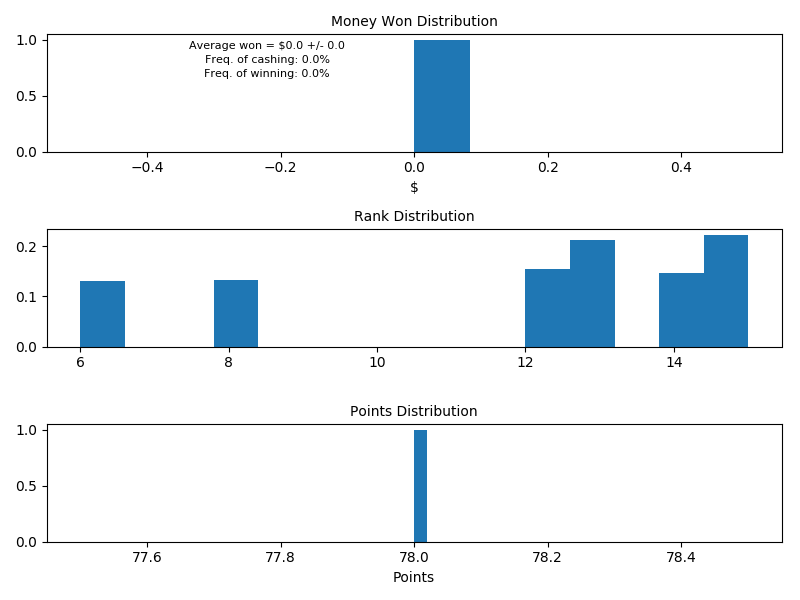 Money Won Distribution
1.0
Average won = $0.0 +/- 0.0
Freq. of cashing: 0.0%
Freq. of winning: 0.0%
0.5
0.0
−0.4 −0.2 0.0 0.2 0.4
$
Rank Distribution
0.2
0.1
0.0
6 8 10 12 14
Points Distribution
1.0
0.5
0.0
77.6 77.8 78.0 78.2 78.4
Points